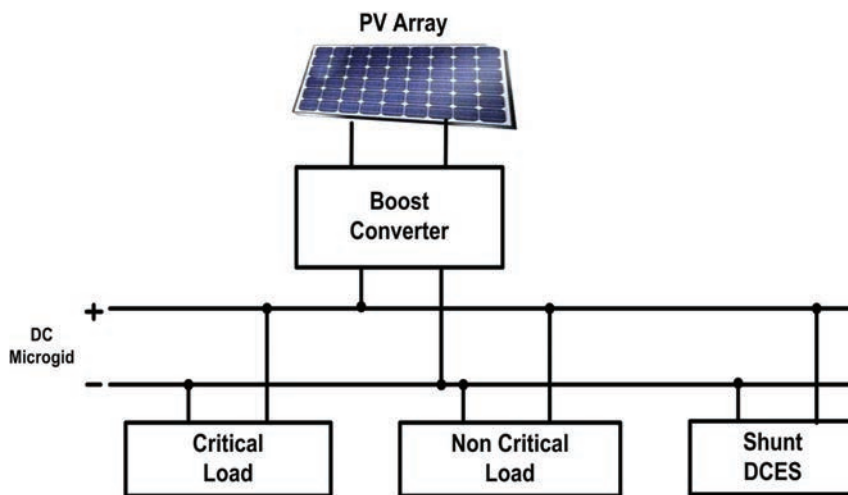 PV Array
Boost
Converter
+
DC
Microgid
−
Critical
Load
Non Critical
Load
Shunt
DCES